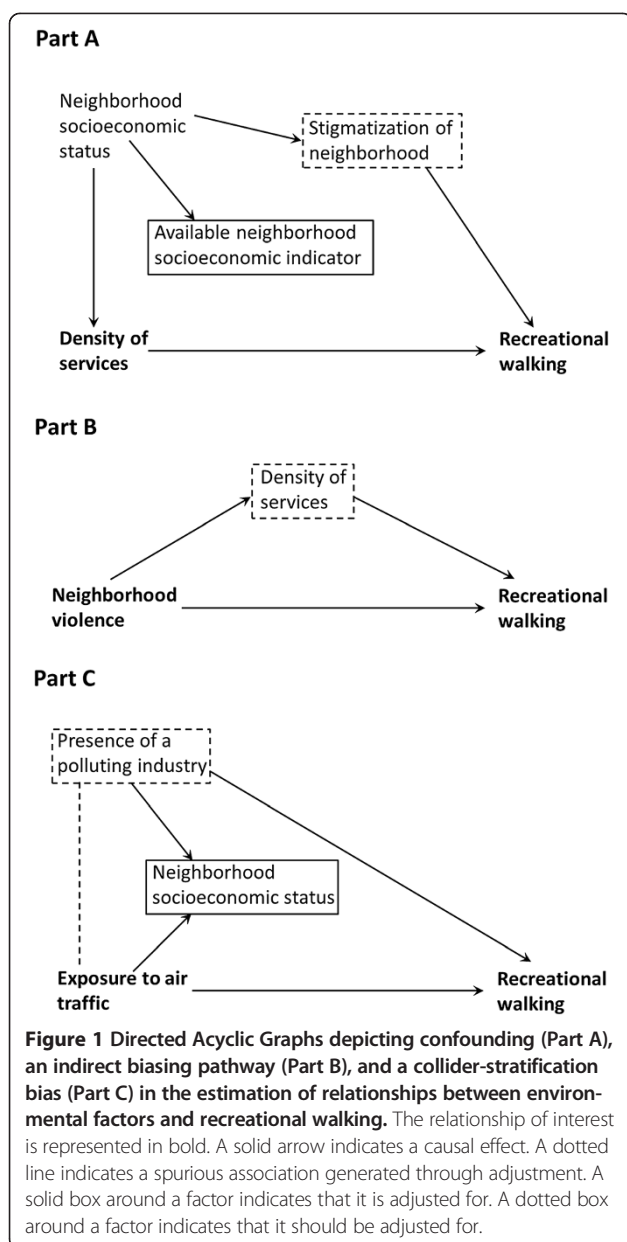 Part A
Neighborhood
socioeconomic
status
Stigmatization of
neighborhood
Available neighborhood
socioeconomic indicator
Density of
services
Recreational
walking
Part B
Density of
services
Neighborhood
violence
Recreational
walking
Part C
Presence of a
polluting industry
Neighborhood
socioeconomic status
Exposure to air
traffic
Recreational
walking
Figure 1 Directed Acyclic Graphs depicting confounding (Part A),
an indirect biasing pathway (Part B), and a collider-stratification
bias (Part C) in the estimation of relationships between environ-
mental factors and recreational walking. The relationship of interest
is represented in bold. A solid arrow indicates a causal effect. A dotted
line indicates a spurious association generated through adjustment. A
solid box around a factor indicates that it is adjusted for. A dotted box
around a factor indicates that it should be adjusted for.